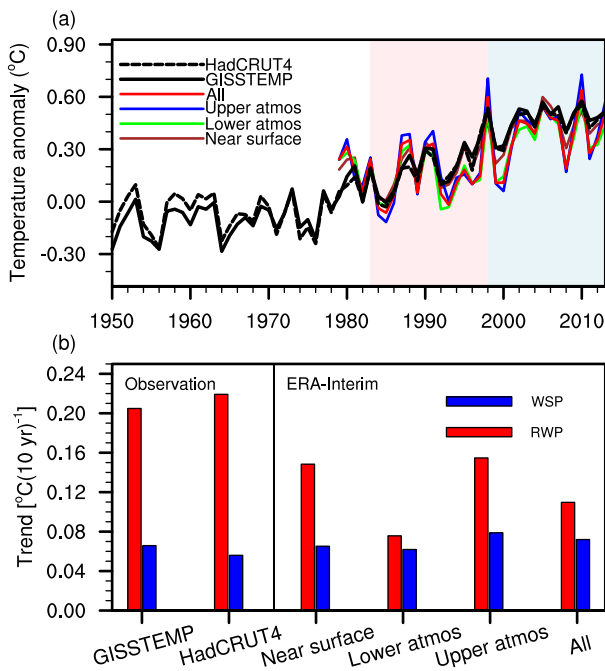 (a)
0.90
0.60
0.30
0.00
-0.30
Temperature anomaly (°C)
HadCRUT4
GISSTEMP
All
Upper atmos
Lower atmos
Near surface
1950 1960 1970 1980 1990 2000 2010
(b)
0.24
0.20
0.16
0.12
0.08
0.04
0.00
Trend [°C(10 yr)⁻¹]
Observation ERA-Interim
WSP
RWP
GISSTEMP HadCRUT4 Near surface Lower atmos Upper atmos All